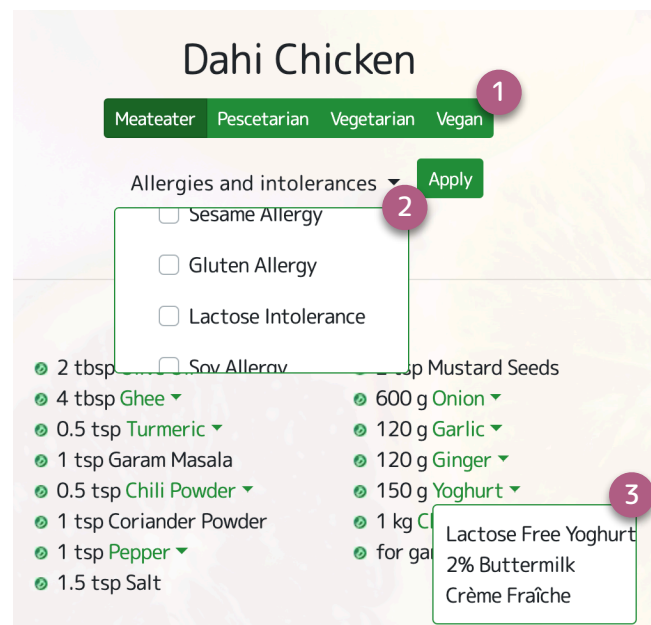 Dahi Chicken
1
Meateater Pescetarian Vegetarian Vegan
Allergies and intolerances Apply
2
Sesame Allergy
Gluten Allergy
Lactose Intolerance
Soy Allergy
2 tbsp
Mustard Seeds
4 tbsp Ghee
600 g Onion
0.5 tsp Turmeric
120 g Garlic
1 tsp Garam Masala
120 g Ginger
0.5 tsp Chili Powder
150 g Yoghurt
3
1 tsp Coriander Powder
1 kg
Lactose Free Yoghurt
1 tsp Pepper
for
2% Buttermilk
1.5 tsp Salt
Crème Fraîche